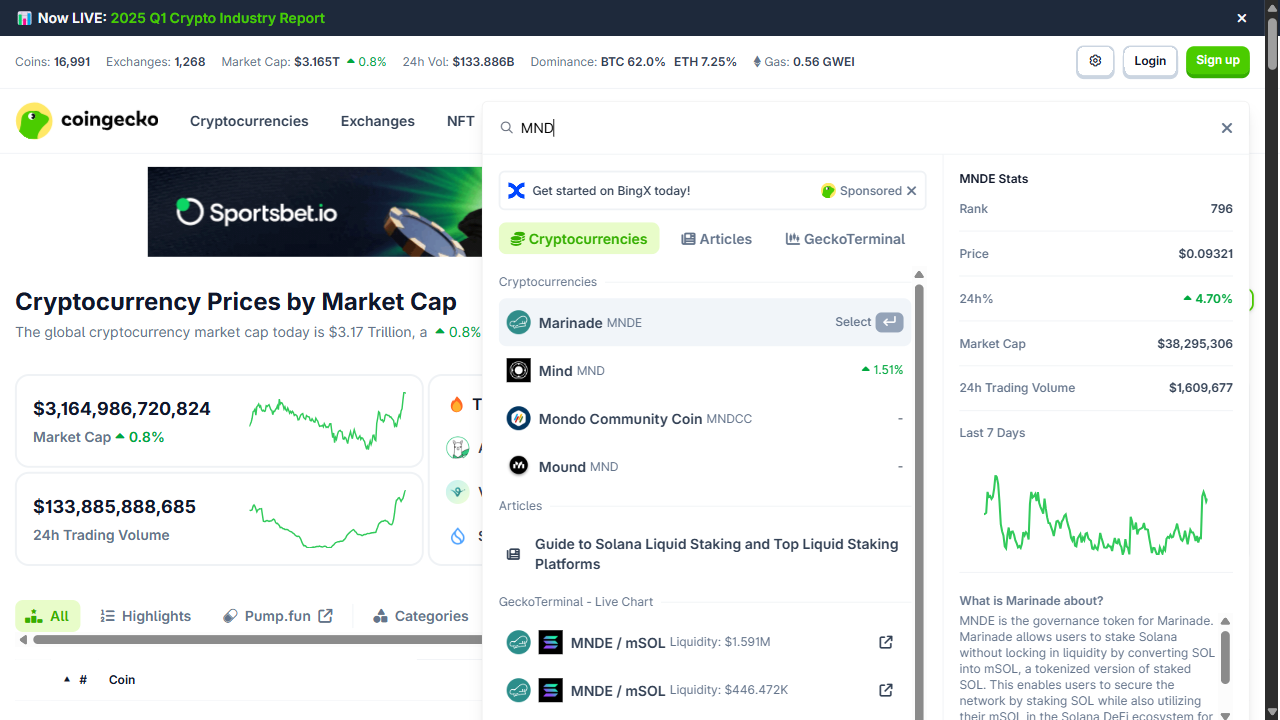 Now LIVE: 2025 Q1 Crypto Industry Report
Coins: 16,991 Exchanges: 1,268 Market Cap: $3.165T 0.8% 24h Vol: $133.886B Dominance: BTC 62.0% ETH 7.25% Gas: 0.56 GWEI
Login
Sign up
coingecko
Cryptocurrencies
Exchanges
NFT
MND
Sportsbet.io
Cryptocurrency Prices by Market Cap
The global cryptocurrency market cap today is $3.17 Trillion, a 0.8%
$3,164,986,720,824
Market Cap 0.8%
$133,885,888,685
24h Trading Volume
All
Highlights
Pump.fun
Categories
# Coin
Get started on BingX today!
Sponsored
Cryptocurrencies
Articles
GeckoTerminal
Cryptocurrencies
Marinade MNDE Select
Mind MND 1.51%
Mondo Community Coin MNDCC -
Mound MND -
Articles
Guide to Solana Liquid Staking and Top Liquid Staking
Platforms
GeckoTerminal - Live Chart
MNDE / mSOL Liquidity: $1.591M
MNDE / mSOL Liquidity: $446.472K
MNDE Stats
Rank 796
Price $0.09321
24h% 4.70%
Market Cap $38,295,306
24h Trading Volume $1,609,677
Last 7 Days
What is Marinade about?
MNDE is the governance token for Marinade.
Marinade allows users to stake Solana
without locking in liquidity by converting SOL
into mSOL, a tokenized version of staked
SOL. This enables users to secure the
network by staking SOL while also utilizing
their mSOL in the Solana DeFi ecosystem for